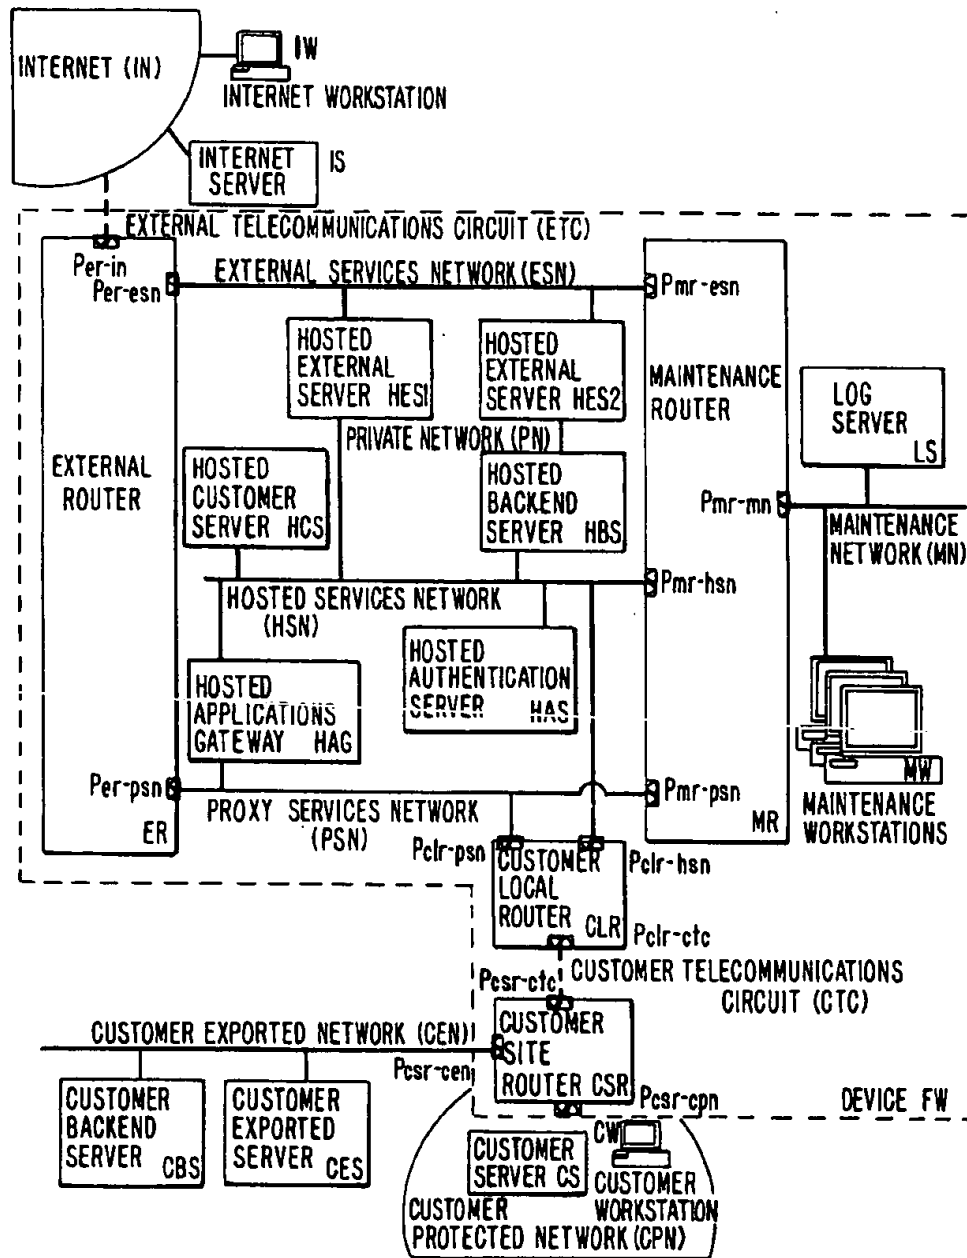 INTERNET (IN)
IW
INTERNET WORKSTATION
INTERNET
SERVER
IS
EXTERNAL TELECOMMUNICATIONS CIRCUIT (ETC)
Per-in
Per-esn
EXTERNAL SERVICES NETWORK (ESN)
Pmr-esn
HOSTED
EXTERNAL
SERVER HES1
HOSTED
EXTERNAL
SERVER HES2
MAINTENANCE
ROUTER
LOG
SERVER
LS
PRIVATE NETWORK (PN)
EXTERNAL
ROUTER
HOSTED
CUSTOMER
SERVER HCS
HOSTED
BACKEND
SERVER HBS
Pmr-mn
MAINTENANCE
NETWORK (MN)
Pmr-hsn
HOSTED SERVICES NETWORK
(HSN)
HOSTED
AUTHENTICATION
SERVER HAS
HOSTED
APPLICATIONS
GATEWAY HAG
MW
MAINTENANCE
WORKSTATIONS
Per-psn
ER
PROXY SERVICES NETWORK
(PSN)
Pmr-psn
MR
Pclr-psn
Pclr-hsn
CUSTOMER
LOCAL
ROUTER
CLR
Pclr-ctc
Pcsr-ctc
CUSTOMER TELECOMMUNICATIONS
CIRCUIT (CTC)
CUSTOMER EXPORTED NETWORK (CEN)
CUSTOMER
SITE
ROUTER CSR
Pcsr-cen
Pcsr-cpn
DEVICE FW
CUSTOMER
BACKEND
SERVER
CBS
CUSTOMER
EXPORTED
SERVER
CES
CW
CUSTOMER
SERVER CS
CUSTOMER
WORKSTATION
CUSTOMER
PROTECTED NETWORK (CPN)